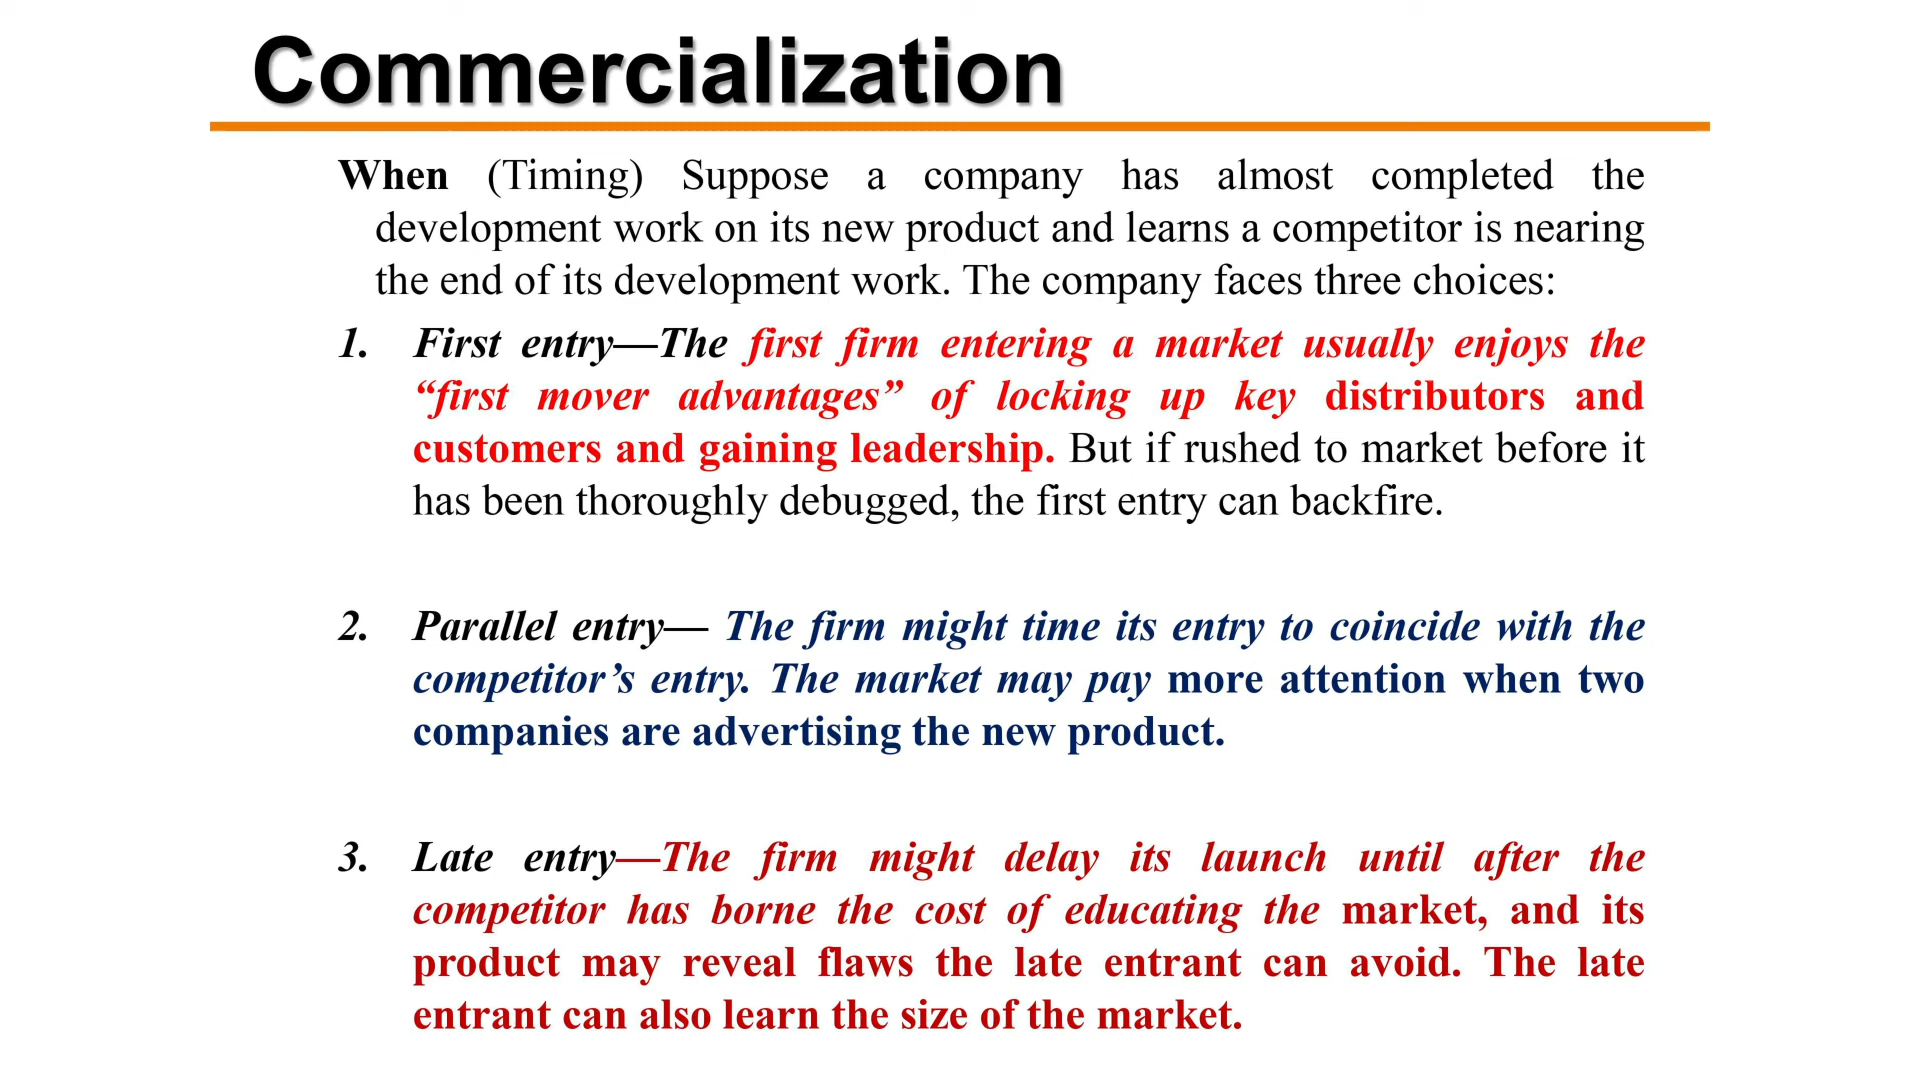 Commercialization
When (Timing) Suppose a company has almost completed the
development work on its new product and learns a competitor is nearing
the end of its development work. The company faces three choices:
1. First entry—The first firm entering a market usually enjoys the
“first mover advantages” of locking up key distributors and
customers and gaining leadership. But if rushed to market before it
has been thoroughly debugged, the first entry can backfire.
2. Parallel entry— The firm might time its entry to coincide with the
competitor’s entry. The market may pay more attention when two
companies are advertising the new product.
3. Late entry—The firm might delay its launch until after the
competitor has borne the cost of educating the market, and its
product may reveal flaws the late entrant can avoid. The late
entrant can also learn the size of the market.